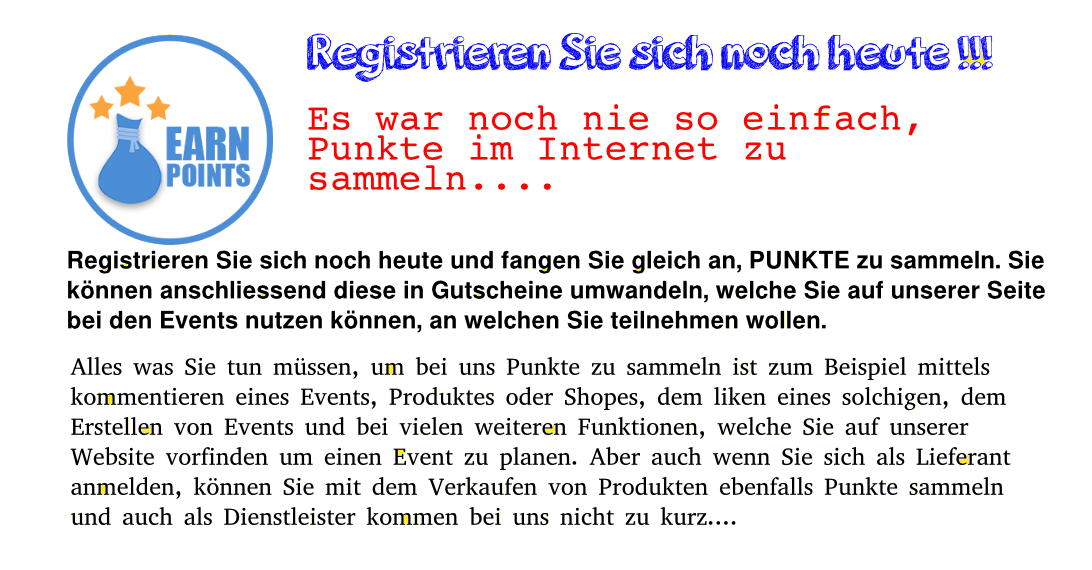 Registrieren Sie sich noch heute !!!
EARN
POINTS
Es war noch nie so einfach,
Punkte im Internet zu
sammeln....
Registrieren Sie sich noch heute und fangen Sie gleich an, PUNKTE zu sammeln. Sie
können anschliessend diese in Gutscheine umwandeln, welche Sie auf unserer Seite
bei den Events nutzen können, an welchen Sie teilnehmen wollen.
Alles was Sie tun müssen, um bei uns Punkte zu sammeln ist zum Beispiel mittels
kommentieren eines Events, Produktes oder Shopes, dem liken eines solchigen, dem
Erstellen von Events und bei vielen weiteren Funktionen, welche Sie auf unserer
Website vorfinden um einen Event zu planen. Aber auch wenn Sie sich als Lieferant
anmelden, können Sie mit dem Verkaufen von Produkten ebenfalls Punkte sammeln
und auch als Dienstleister kommen bei uns nicht zu kurz....